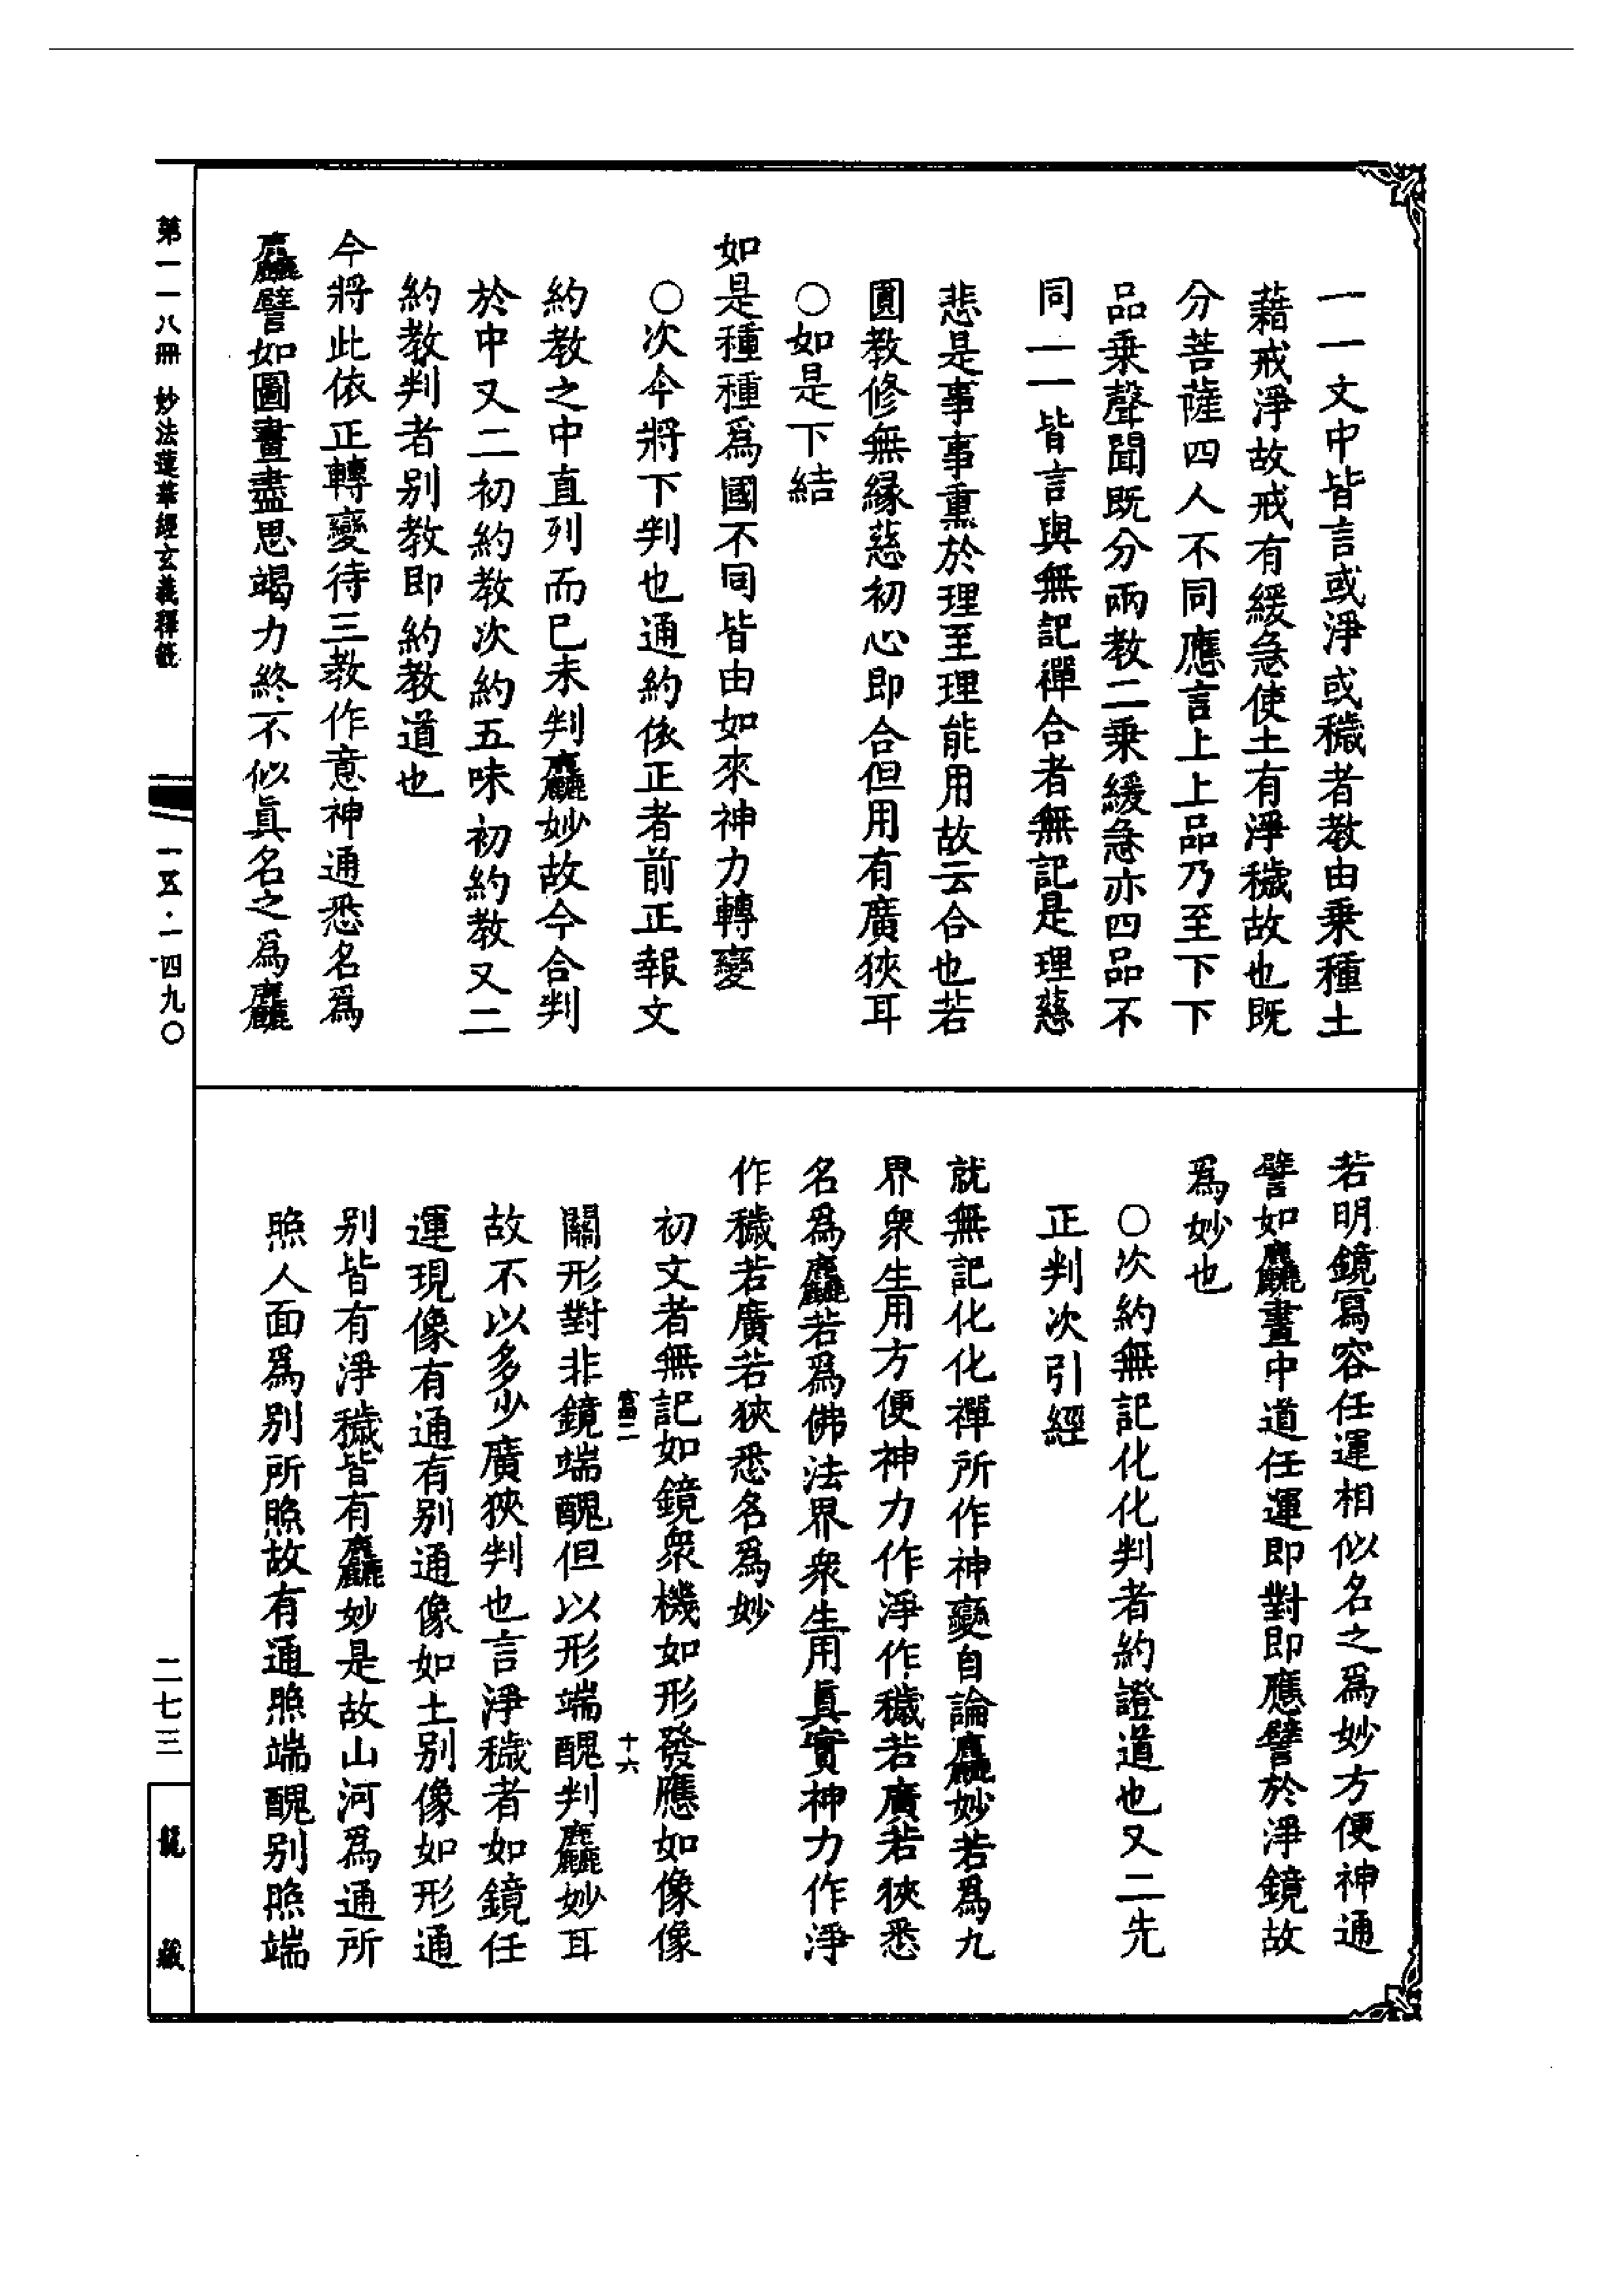 一一文中皆言或淨或穢者教由乗種土
藉戒淨故戒有緩急使土有淨穢故也既
分菩薩四人不同應言上上品乃至下下
品乗聲聞既分兩教二乗緩急亦四品不
同一一皆言與無記禪合者無記是理慈
悲是事事熏於理至理能用故云合也若
圓教修無緣慈初心即合但用有廣狹耳
○如是下結
如是種種爲國不同皆由如來神力轉變
○次今將下判也通約依正者前正報文
約教之中直列而已未判麤妙故今合判
於中又二初約教次約五味初約教又二
約教判者别教即約教道也
今將此依正轉變待三教作意神通悉名爲
麤譬如圖畫盡思竭力終不似眞名之爲麤
若明鏡寫容任運相似名之爲妙方便神通
譬如麤畫中道任運即對即應譬於淨鏡故
爲妙也
○次約無記化化判者約證道也又二先
正判次引經
就無記化化禪所作神變自論麤妙若爲九
界衆生用方便神力作淨作穢若廣若狹悉
名爲麤若爲佛法界衆生用眞實神力作淨
作穢若廣若狹悉名爲妙
初文者無記如鏡衆機如形發應如像像
富二 十六
關形對非鏡端醜但以形端醜判麤妙耳
故不以多少廣狹判也言淨穢者如鏡任
運現像有通有别通像如土别像如形通
别皆有淨穢皆有麤妙是故山河爲通所
照人面爲别所照故有通照端醜别照端
第一一八冊 妙法蓮華經玄義釋籤
一五·一四九〇
二七三
龍藏